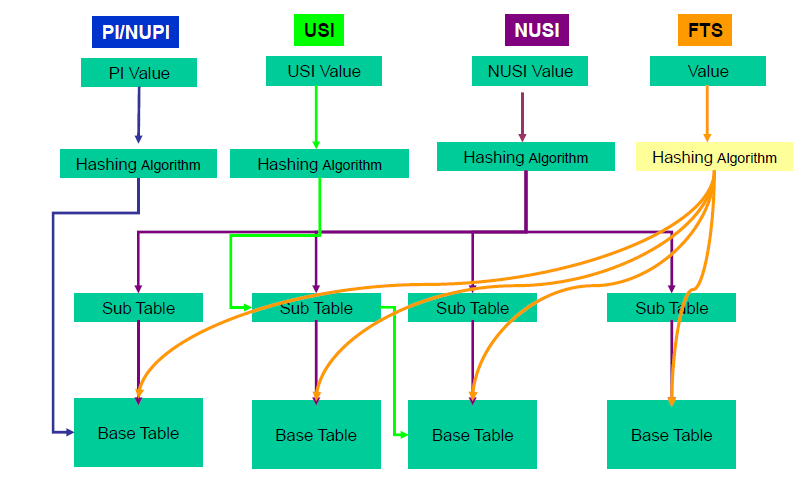 PI/NUPI
USI
NUSI
FTS
PI Value
USI Value
NUSI Value
Value
Hashing Algorithm
Hashing Algorithm
Hashing Algorithm
Hashing Algorithm
Sub Table
Sub Table
Sub Table
Sub Table
Base Table
Base Table
Base Table
Base Table